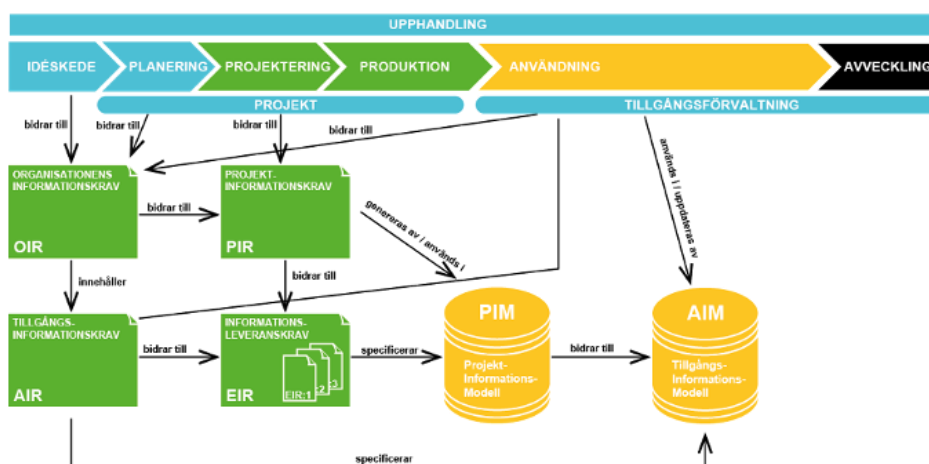 UPPHANDLING
IDÉSKEDE
PLANERING
PROJEKTERING
PRODUKTION
ANVÄNDNING
AVVECKLING
PROJEKT
TILLGÅNGSFÖRVALTNING
bidrar till
bidrar till
bidrar till
bidrar till
används i / uppdateras av
ORGANISATIONENS
INFORMATIONSKRAV
OIR
bidrar till
PROJEKT-
INFORMATIONSKRAV
PIR
genereras av / används i
innehåller
bidrar till
TILLGÅNGS-
INFORMATIONSKRAV
AIR
bidrar till
INFORMATIONS-
LEVERANSKRAV
EIR:1
:2
:3
EIR
specificerar
PIM
Projekt-
Informations-
Modell
bidrar till
AIM
Tillgångs-
Informations-
Modell
specificerar